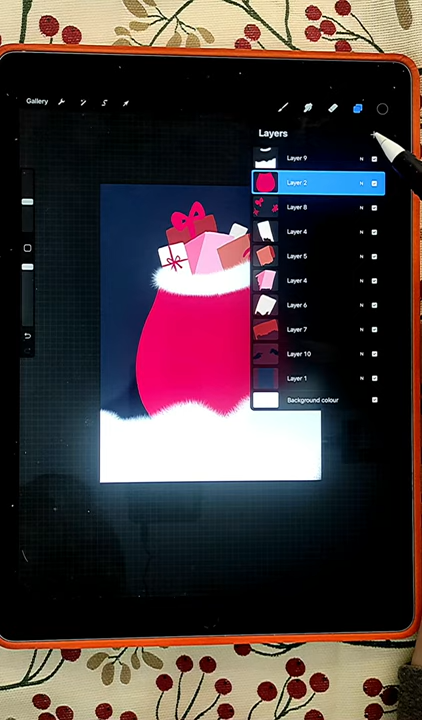 Gallery
Layers
Layer 9 N
Layer 2 N
Layer 8 N
Layer 4 N
Layer 5 N
Layer 4 N
Layer 6 N
Layer 7 N
Layer 10 N
Layer 1 N
Background colour